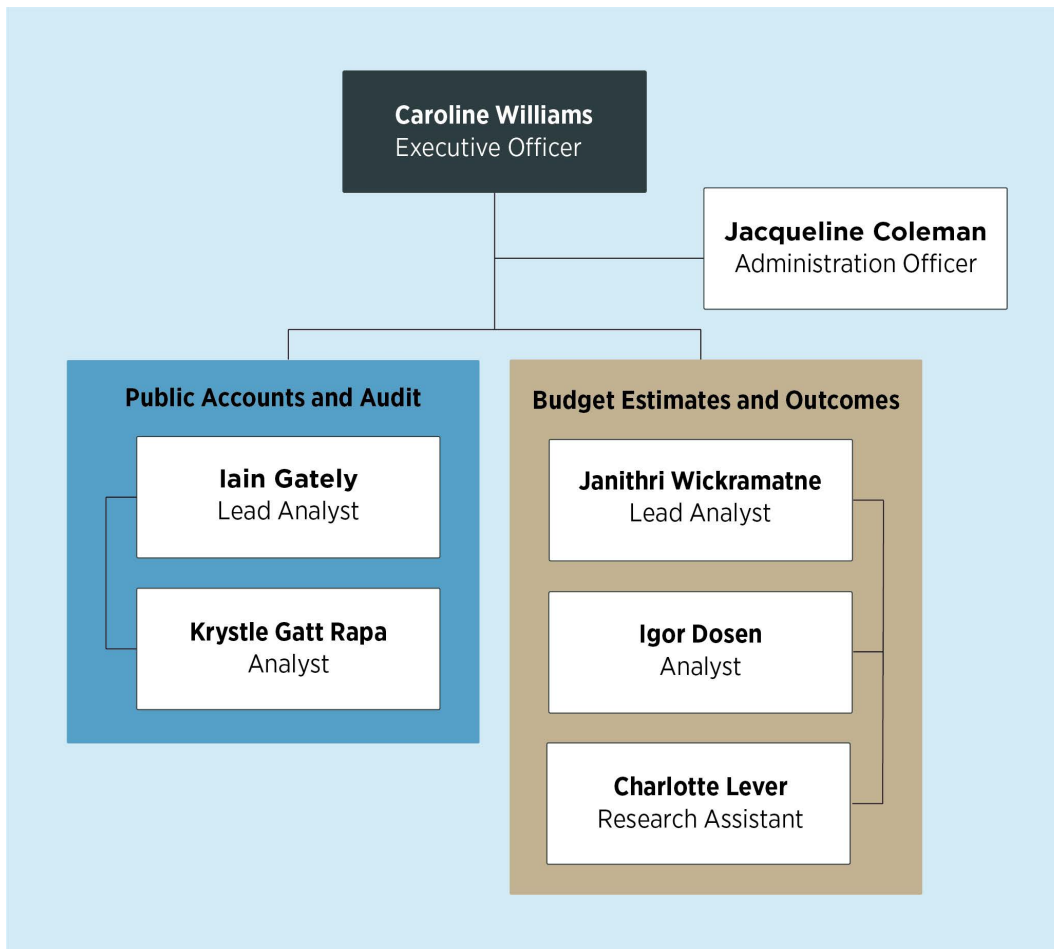 Caroline Williams
Executive Officer
Jacqueline Coleman
Administration Officer
Public Accounts and Audit
Iain Gately
Lead Analyst
Krystle Gatt Rapa
Analyst
Budget Estimates and Outcomes
Janithri Wickramatne
Lead Analyst
Igor Dosen
Analyst
Charlotte Lever
Research Assistant